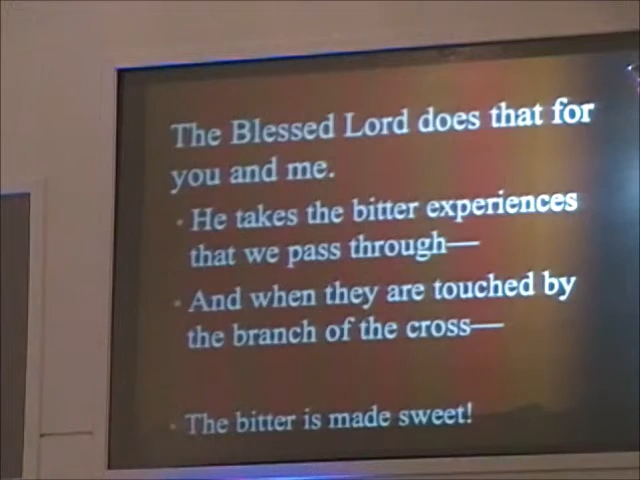 The Blessed Lord does that for
you and me.
• He takes the bitter experiences
that we pass through—
• And when they are touched by
the branch of the cross—
• The bitter is made sweet!